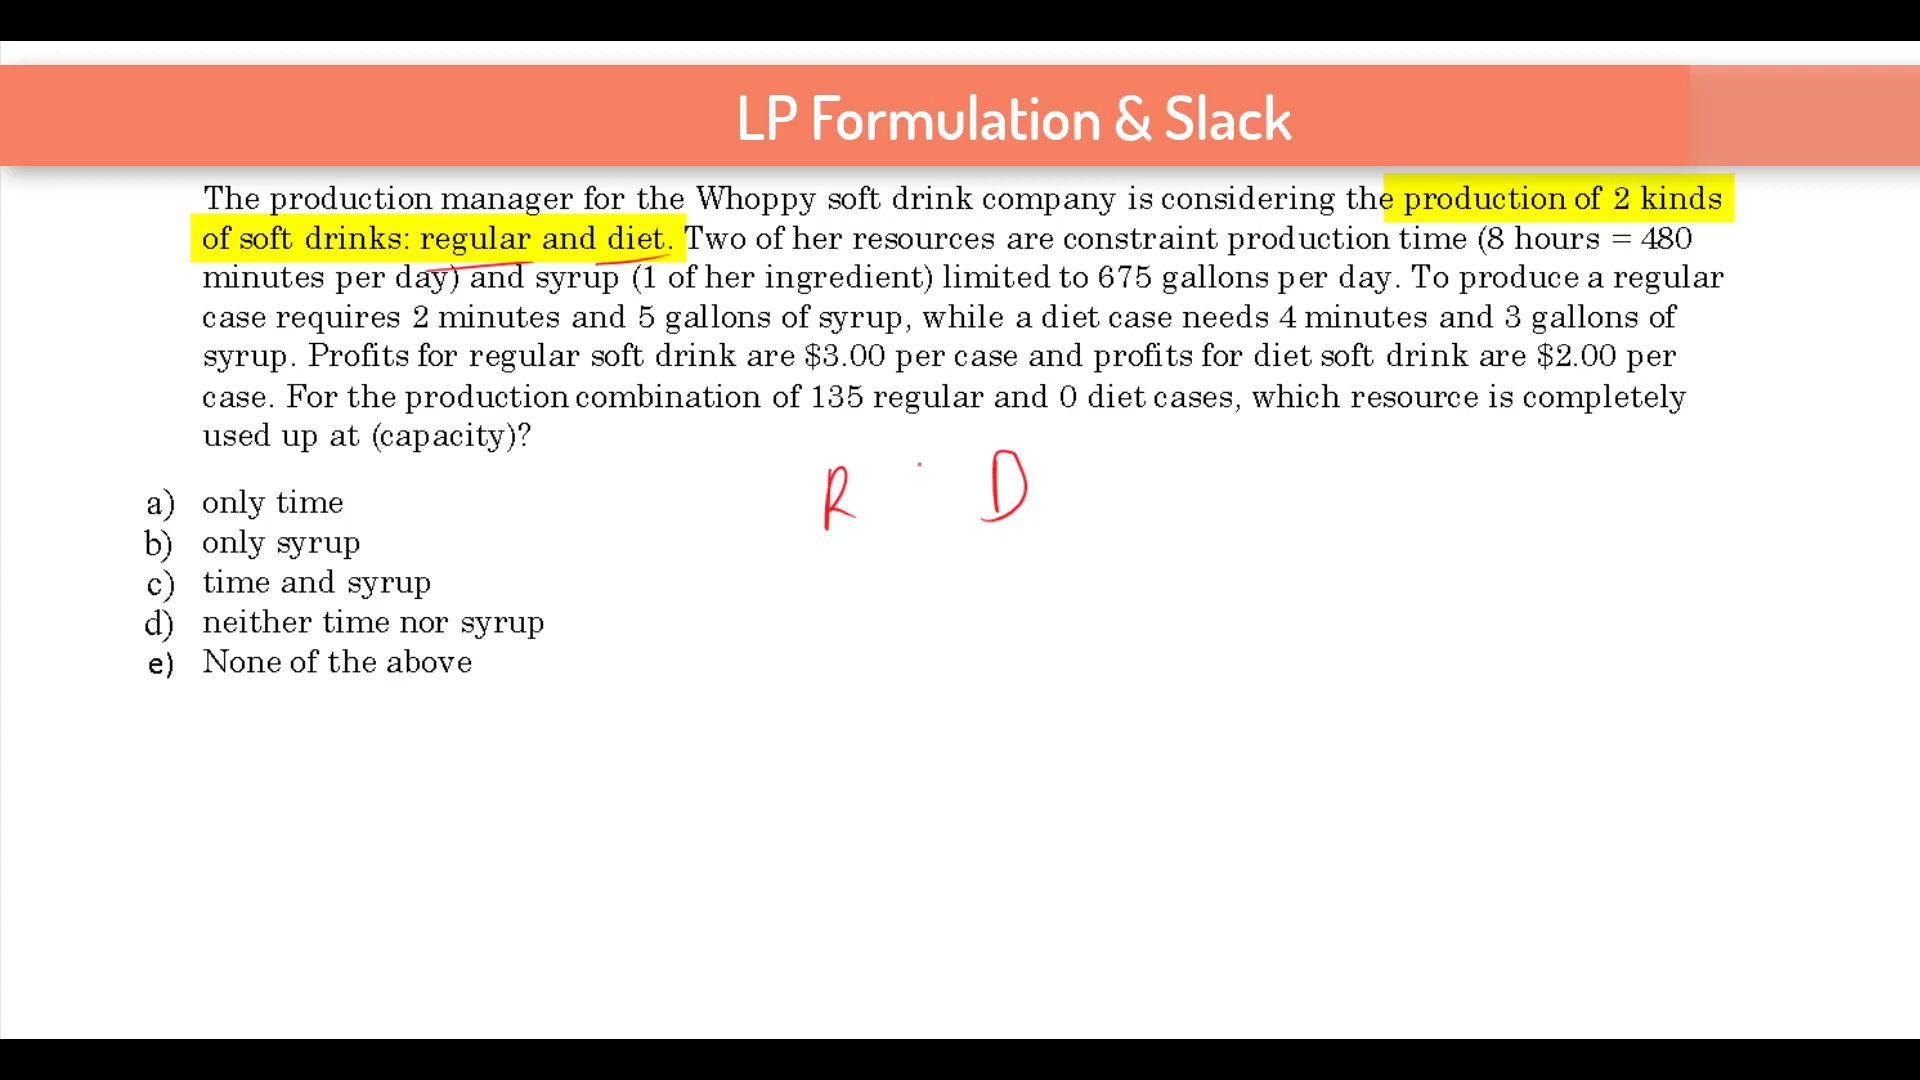 LP Formulation & Slack
The production manager for the Whoppy soft drink company is considering the production of 2 kinds
of soft drinks: regular and diet. Two of her resources are constraint production time (8 hours = 480
minutes per day) and syrup (1 of her ingredient) limited to 675 gallons per day. To produce a regular
case requires 2 minutes and 5 gallons of syrup, while a diet case needs 4 minutes and 3 gallons of
syrup. Profits for regular soft drink are $3.00 per case and profits for diet soft drink are $2.00 per
case. For the production combination of 135 regular and 0 diet cases, which resource is completely
used up at (capacity)?
R D
a) only time
b) only syrup
c) time and syrup
d) neither time nor syrup
e) None of the above